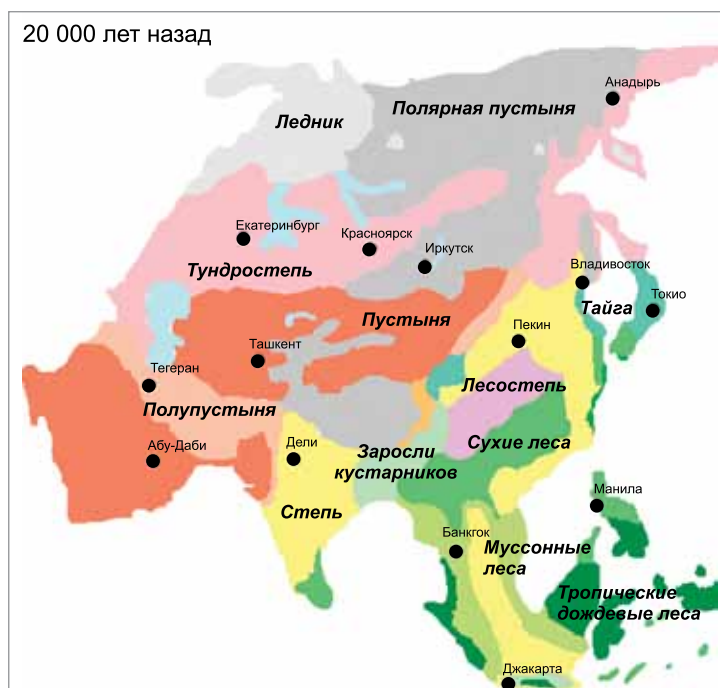 20 000 лет назад
Анадырь
Полярная пустыня
Ледник
Екатеринбург
Красноярск
Иркутск
Тундростепь
Владивосток
Тайга
Токио
Пустыня
Пекин
Ташкент
Тегеран
Лесостепь
Полупустыня
Абу-Даби
Дели
Заросли
кустарников
Сухие леса
Степь
Манила
Бангкок
Муссонные
леса
Тропические
дождевые леса
Джакарта